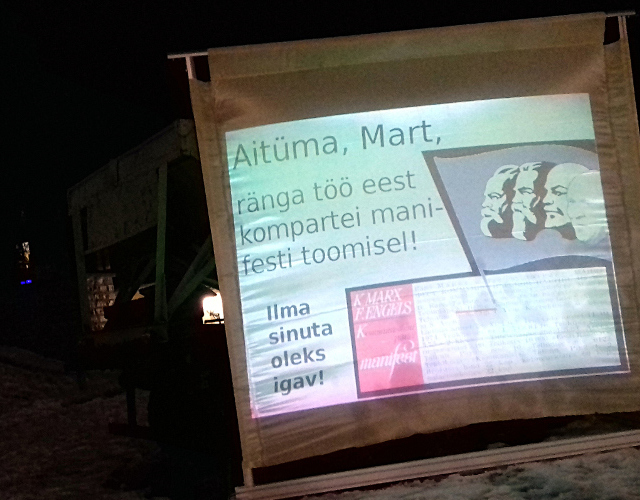 Aitüma, Mart,
ränga töö eest
kompartei mani-
festi toomisel!
Ilma
sinuta
oleks
igav!
K MARX
F. ENGELS
K
manifest